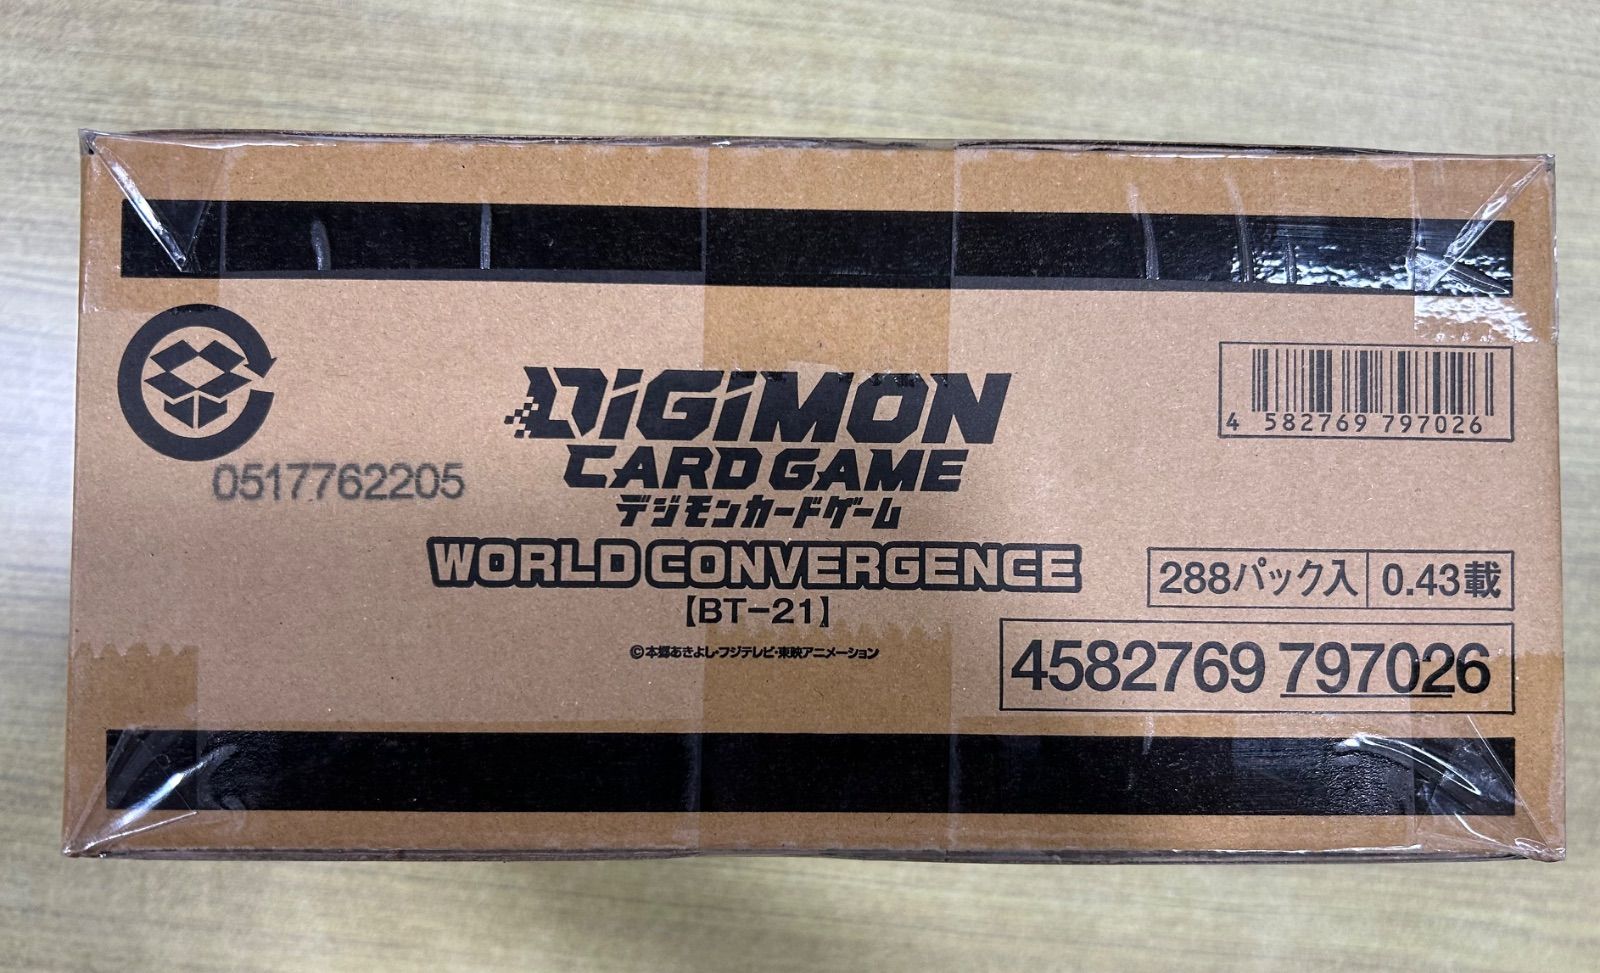 DIGIMON
CARD GAME
デジモンカードゲーム
WORLD CONVERGENCE
【BT-21】
©本郷あきよし・フジテレビ・東映アニメーション
0517762205
4 582769 797026
288パック入 0.43載
4582769 797026